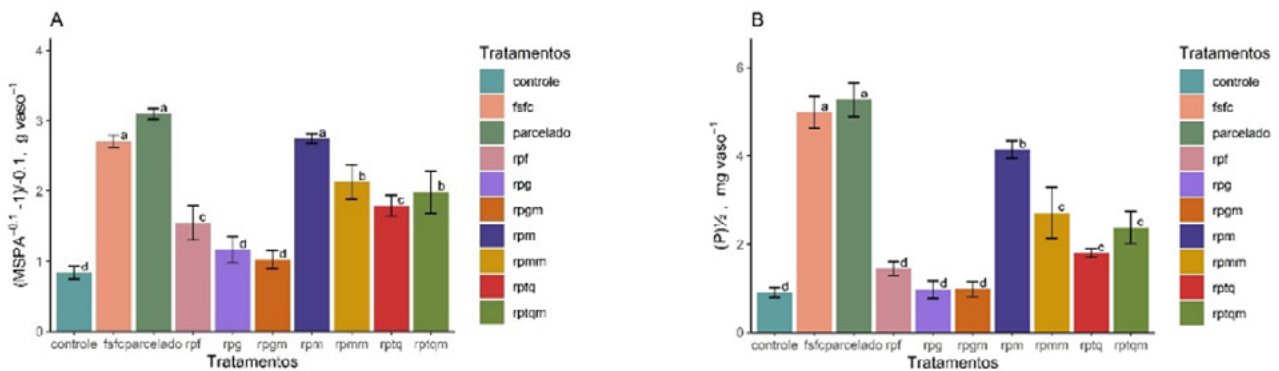 A
(MSPA⁻⁰·¹ -1)/-0.1, g vaso⁻¹
4
3
2
1
0
d
a
a
c
d
d
a
b
c
b
controle fsfc parcelado rpf rpg rpgm rpm rpmm rptq rptqm
Tratamentos
Tratamentos
controle
fsfc
parcelado
rpf
rpg
rpgm
rpm
rpmm
rptq
rptqm
B
(P)½, mg vaso⁻¹
6
4
2
0
d
a
a
d
d
d
b
c
c
c
controle fsfc parcelado rpf rpg rpgm rpm rpmm rptq rptqm
Tratamentos
Tratamentos
controle
fsfc
parcelado
rpf
rpg
rpgm
rpm
rpmm
rptq
rptqm